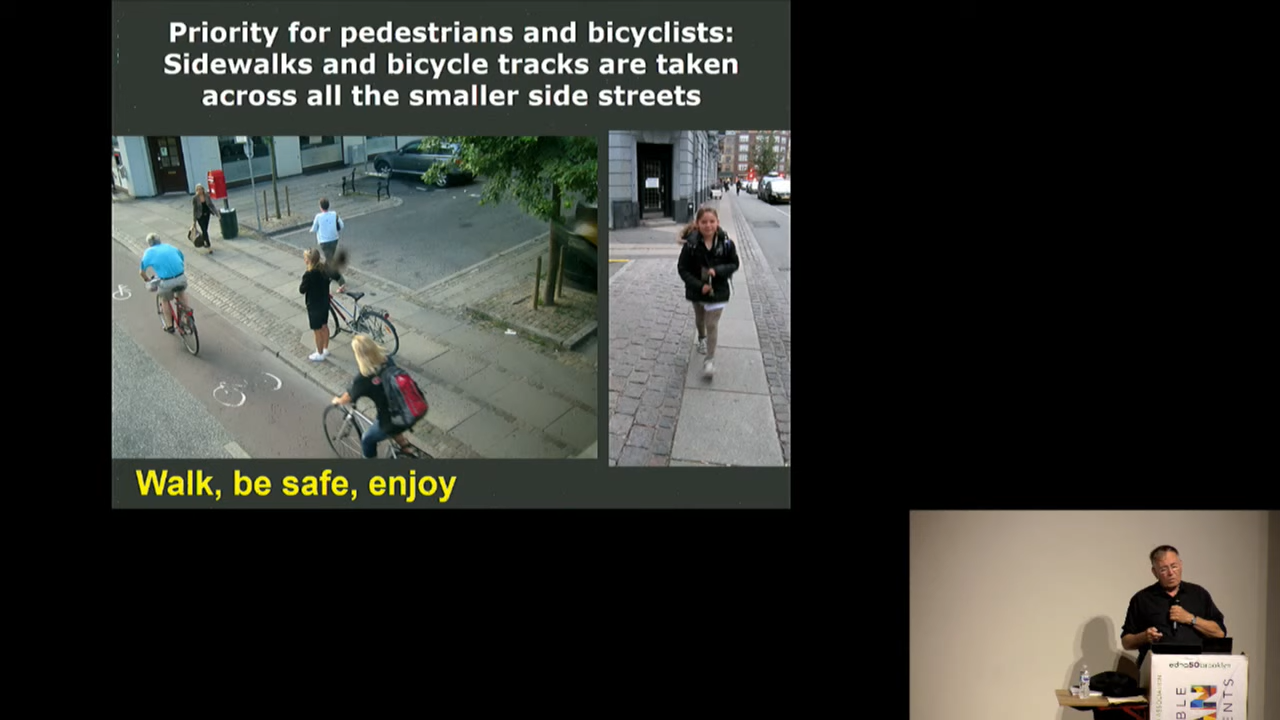 Priority for pedestrians and bicyclists:
Sidewalks and bicycle tracks are taken
across all the smaller side streets
Walk, be safe, enjoy
edra50brooklyn